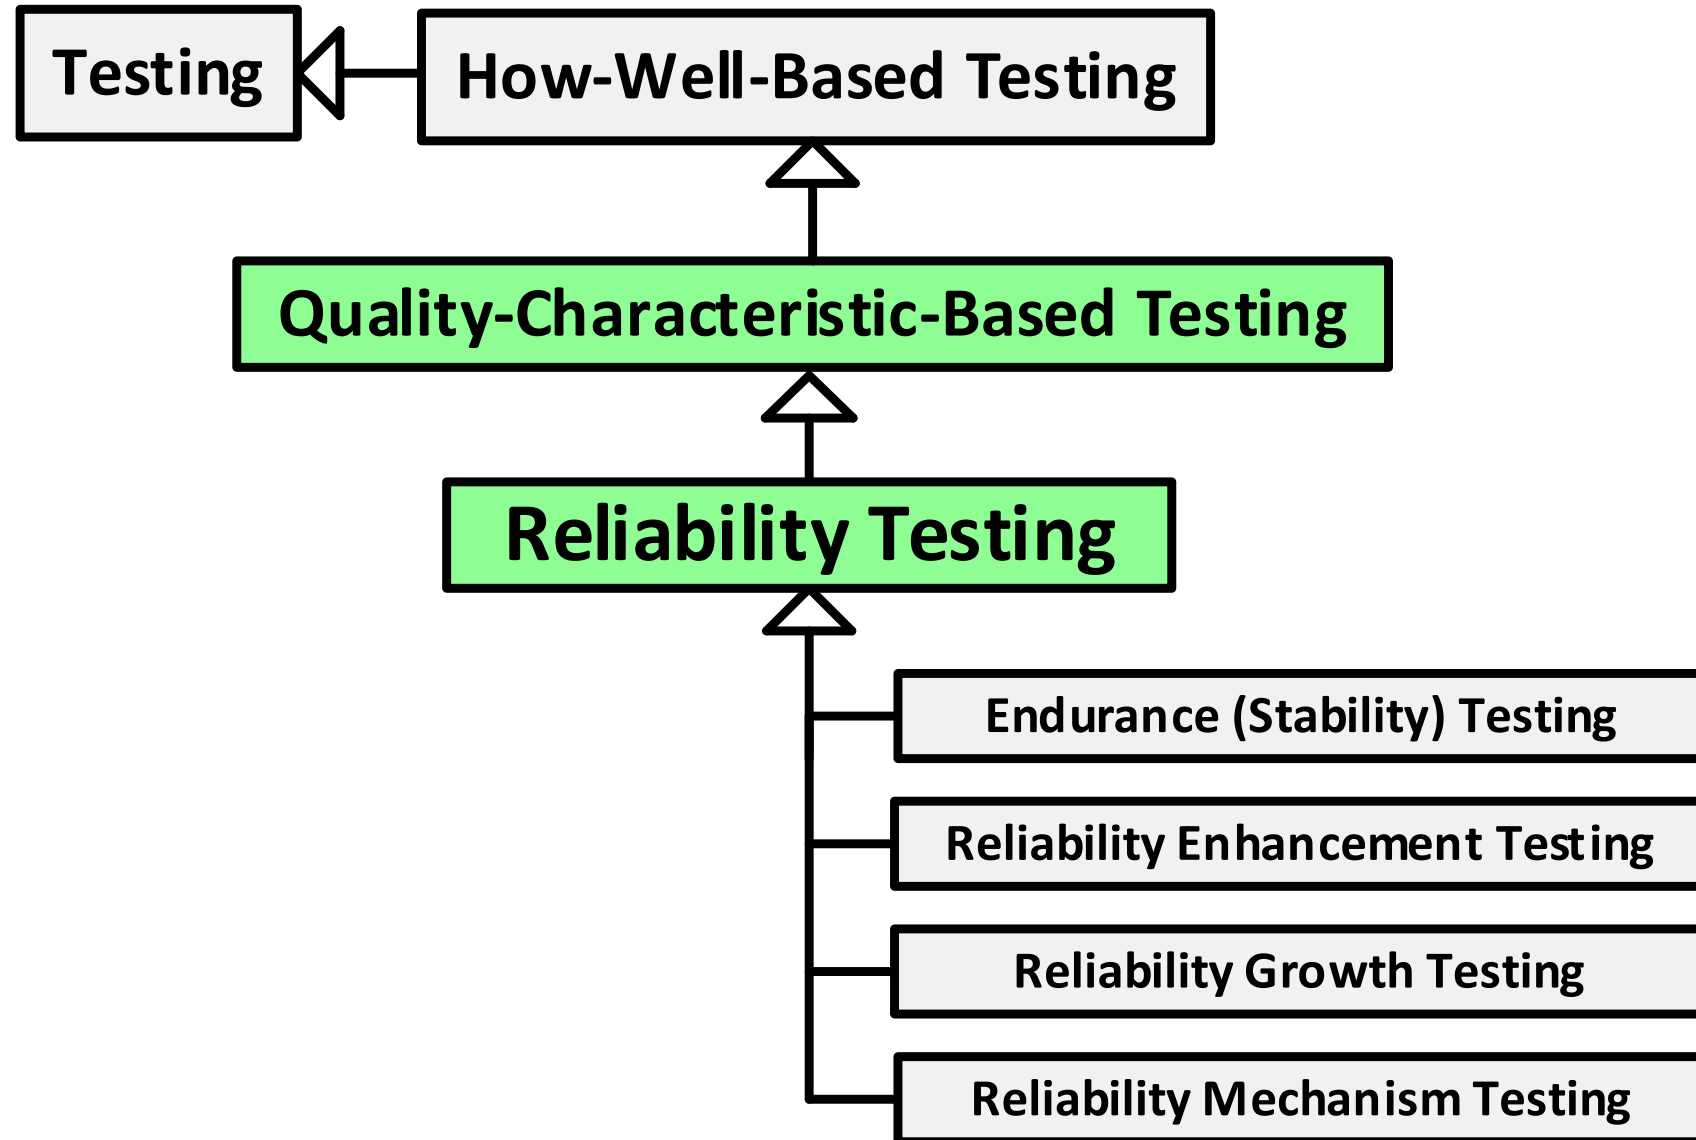 Testing
How-Well-Based Testing
Quality-Characteristic-Based Testing
Reliability Testing
Endurance (Stability) Testing
Reliability Enhancement Testing
Reliability Growth Testing
Reliability Mechanism Testing